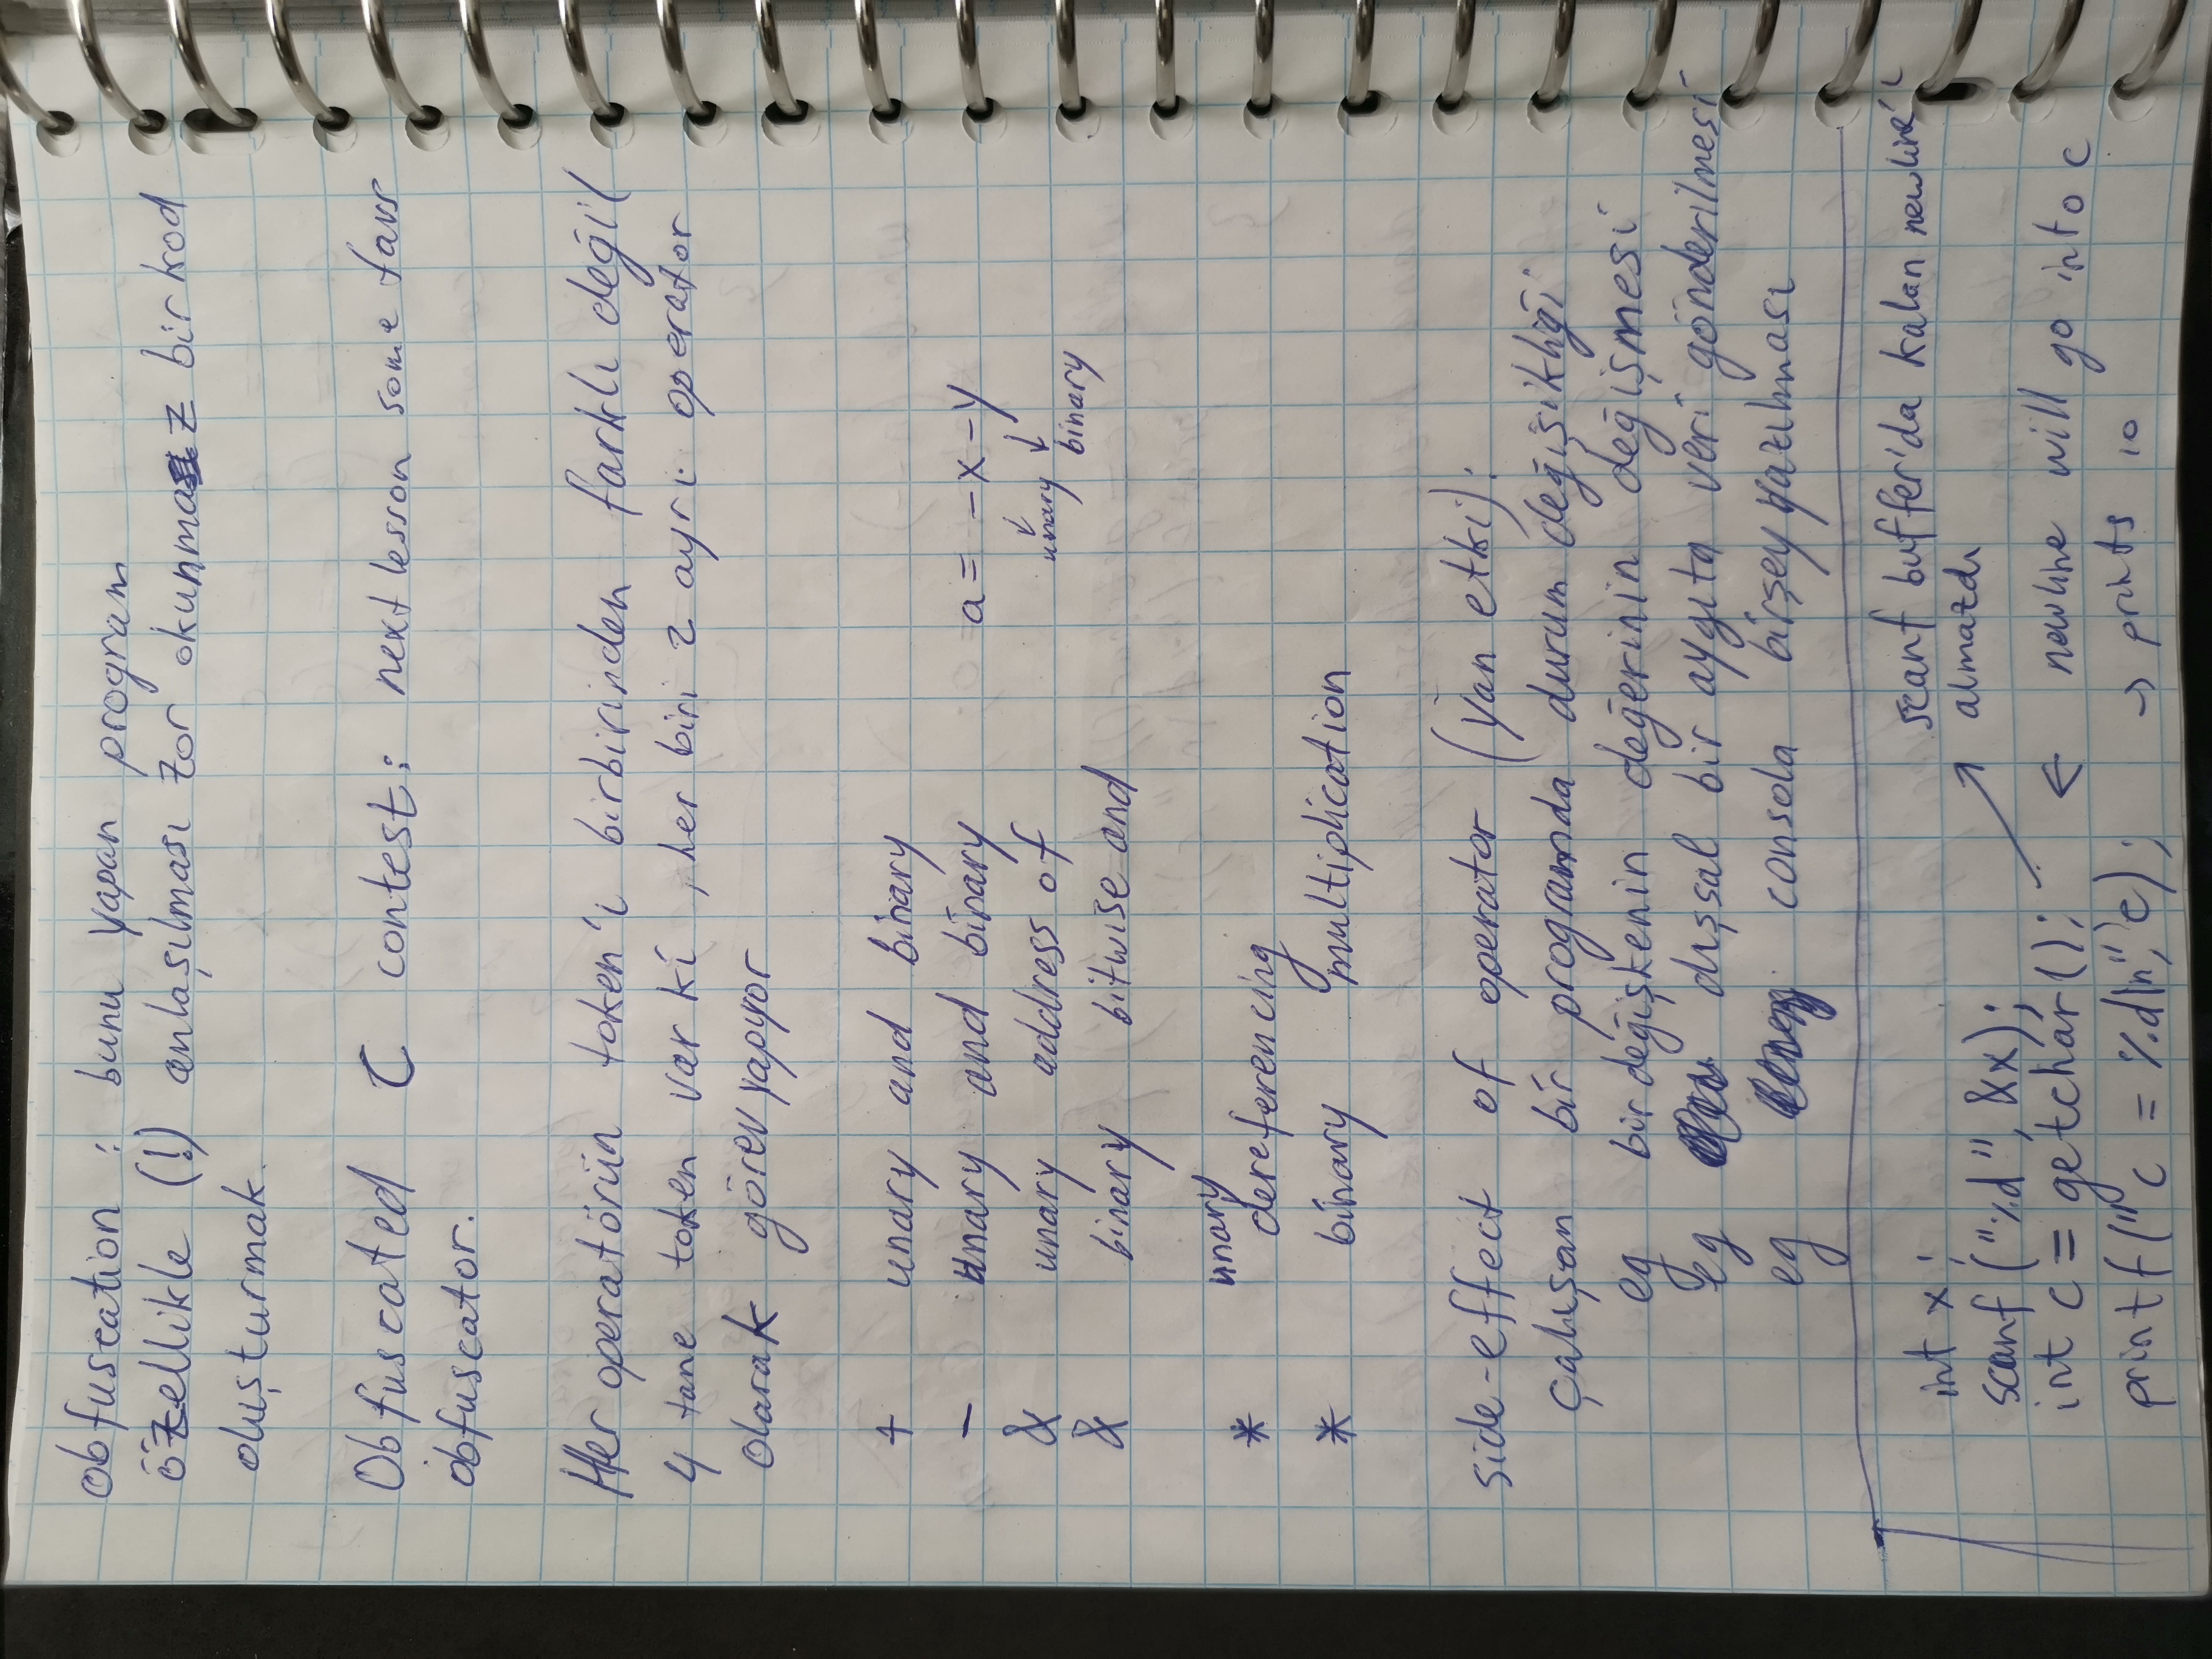 obfuscation : bunu yapan program
özellikle (!) anlaşılması zor okunmaz bir kod
oluşturmak.
Obfuscated C contest: next lesson some favs
obfuscator.
Her operatörün token'ı birbirinden farklı değil
4 tane token var ki, her biri 2 ayrı operator
olarak görev yapıyor
+ unary and binary
- unary and binary a = -x -y
& unary address of ↓ unary ↓ binary
& binary bitwise and
* unary dereferencing
* binary multiplication
side-effect of operator (yan etki):
çalışan bir programda durum değişikliği
eg bir değişkenin değerinin değişmesi
eg dışsal bir aygıta veri gönderilmesi
eg consola birşey yazılması
scanf buffer'da kalan newline'ı
almazdı
int x;
scanf ("%d", &x);
int c = getchar(); ← newline will go into c
printf("c = %d\n", c); → prints 10